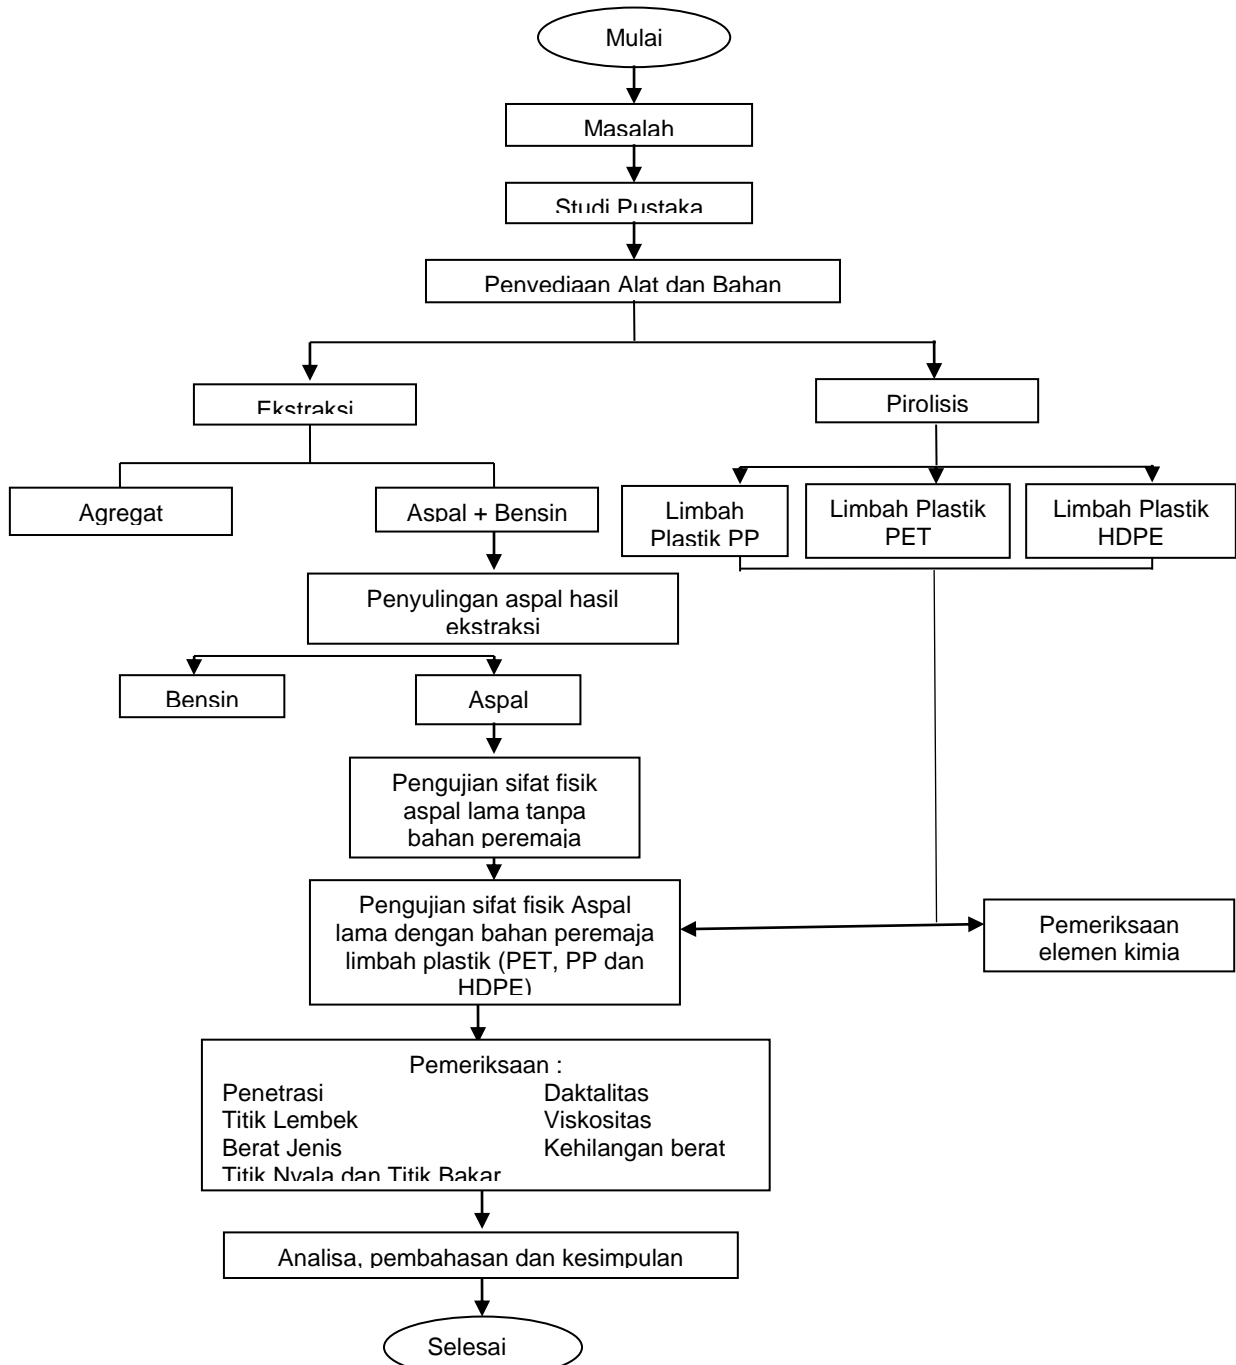 Mulai
Masalah
Studi Pustaka
Penyediaan Alat dan Bahan
Ekstraksi
Pirolisis
Agregat
Aspal + Bensin
Limbah
Plastik PP
Limbah Plastik
PET
Limbah Plastik
HDPE
Penyulingan aspal hasil
ekstraksi
Bensin
Aspal
Pengujian sifat fisik
aspal lama tanpa
bahan peremaja
Pengujian sifat fisik Aspal
lama dengan bahan peremaja
limbah plastik (PET, PP dan
HDPE)
Pemeriksaan
elemen kimia
Pemeriksaan :
Penetrasi
Titik Lembek
Berat Jenis
Titik Nyala dan Titik Bakar
Daktalitas
Viskositas
Kehilangan berat
Analisa, pembahasan dan kesimpulan
Selesai